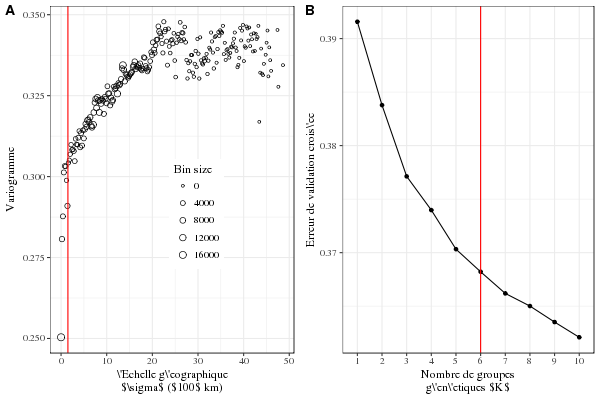 A
0.350
0.325
0.300
0.275
0.250
Variogramme
Bin size
0
4000
8000
12000
16000
0 10 20 30 40 50
\'Echelle g\'eographique
$\sigma$ ($100$ km)
B
0.39
0.38
0.37
Erreur de validation crois\'ee
1 2 3 4 5 6 7 8 9 10
Nombre de groupes
g\'en\'etiques $K$